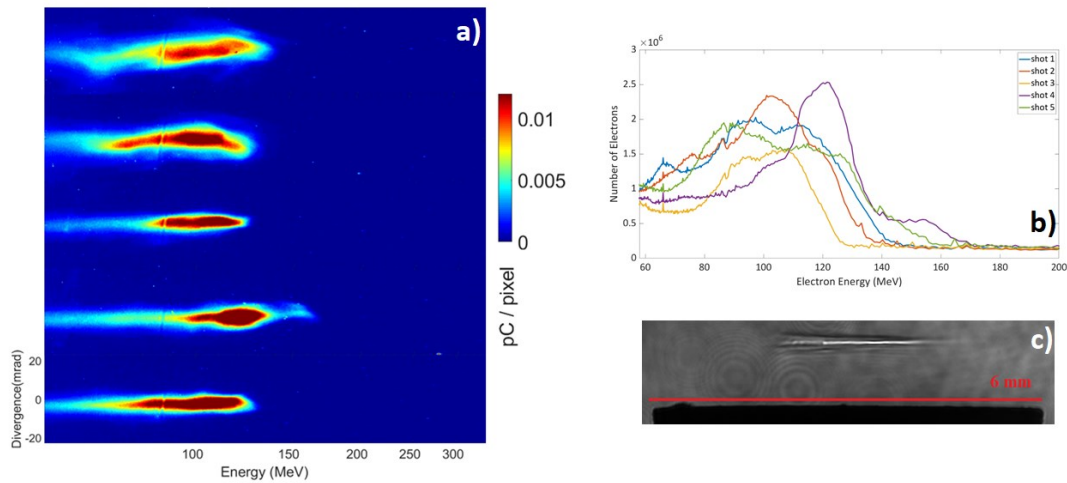 a)
0.01
0.005
0
pC / pixel
Divergence(mrad)
20
0
-20
100
150
200
250
300
Energy (MeV)
×10⁶
3
2.5
2
1.5
1
0.5
0
Number of Electrons
shot 1
shot 2
shot 3
shot 4
shot 5
b)
60
80
100
120
140
160
180
200
Electron Energy (MeV)
c)
6 mm